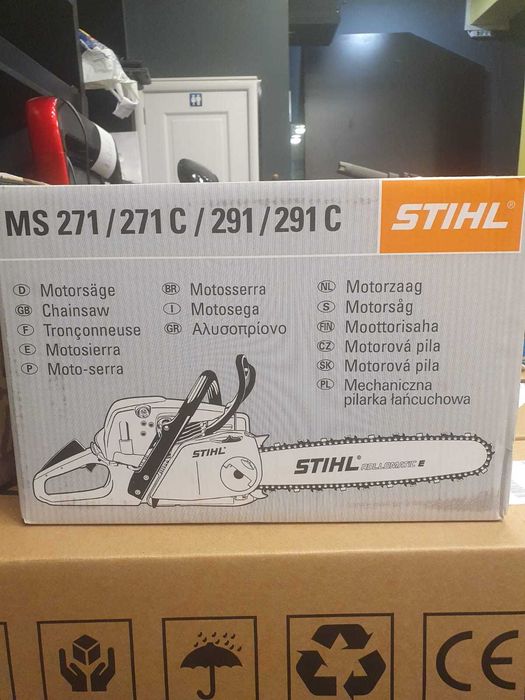 MS 271/271 C/291/291 C
STIHL®
D Motorsäge
GB Chainsaw
F Tronçonneuse
E Motosierra
P Moto-serra
BR Motosserra
I Motosega
GR Αλυσοπρίονο
NL Motorzaag
S Motorsåg
FIN Moottorisaha
CZ Motorová pila
SK Motorová pila
PL Mechaniczna
pilarka łańcuchowa
STIHL
STIHL ROLLOMATIC E
CE